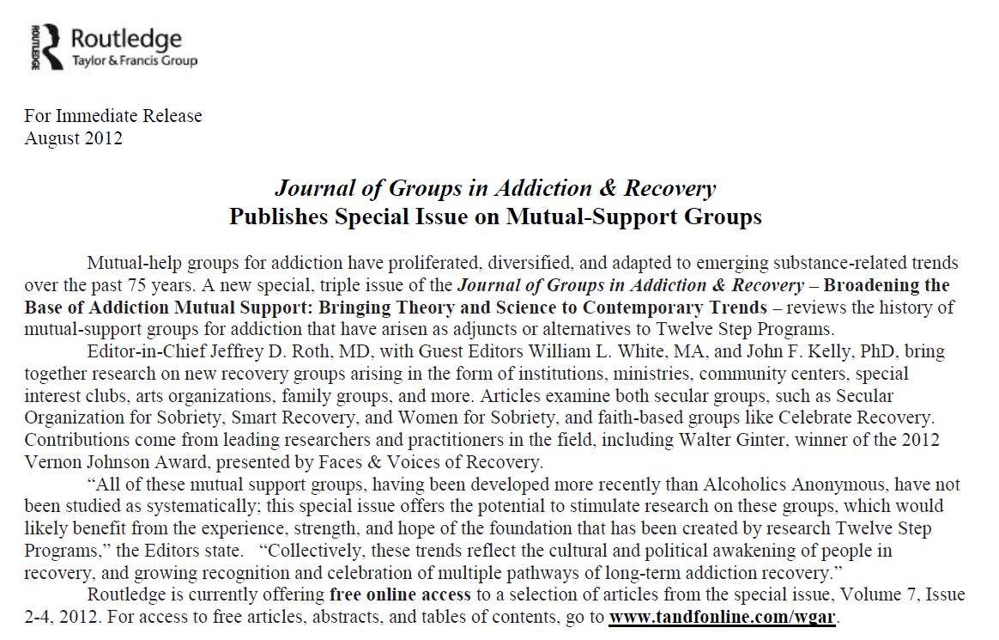 ROUTLEDGE
Routledge
Taylor & Francis Group
For Immediate Release
August 2012
Journal of Groups in Addiction & Recovery
Publishes Special Issue on Mutual-Support Groups
Mutual-help groups for addiction have proliferated, diversified, and adapted to emerging substance-related trends
over the past 75 years. A new special, triple issue of the Journal of Groups in Addiction & Recovery – Broadening the
Base of Addiction Mutual Support: Bringing Theory and Science to Contemporary Trends – reviews the history of
mutual-support groups for addiction that have arisen as adjuncts or alternatives to Twelve Step Programs.
Editor-in-Chief Jeffrey D. Roth, MD, with Guest Editors William L. White, MA, and John F. Kelly, PhD, bring
together research on new recovery groups arising in the form of institutions, ministries, community centers, special
interest clubs, arts organizations, family groups, and more. Articles examine both secular groups, such as Secular
Organization for Sobriety, Smart Recovery, and Women for Sobriety, and faith-based groups like Celebrate Recovery.
Contributions come from leading researchers and practitioners in the field, including Walter Ginter, winner of the 2012
Vernon Johnson Award, presented by Faces & Voices of Recovery.
“All of these mutual support groups, having been developed more recently than Alcoholics Anonymous, have not
been studied as systematically; this special issue offers the potential to stimulate research on these groups, which would
likely benefit from the experience, strength, and hope of the foundation that has been created by research Twelve Step
Programs,” the Editors state. “Collectively, these trends reflect the cultural and political awakening of people in
recovery, and growing recognition and celebration of multiple pathways of long-term addiction recovery.”
Routledge is currently offering free online access to a selection of articles from the special issue, Volume 7, Issue
2-4, 2012. For access to free articles, abstracts, and tables of contents, go to www.tandfonline.com/wgar.